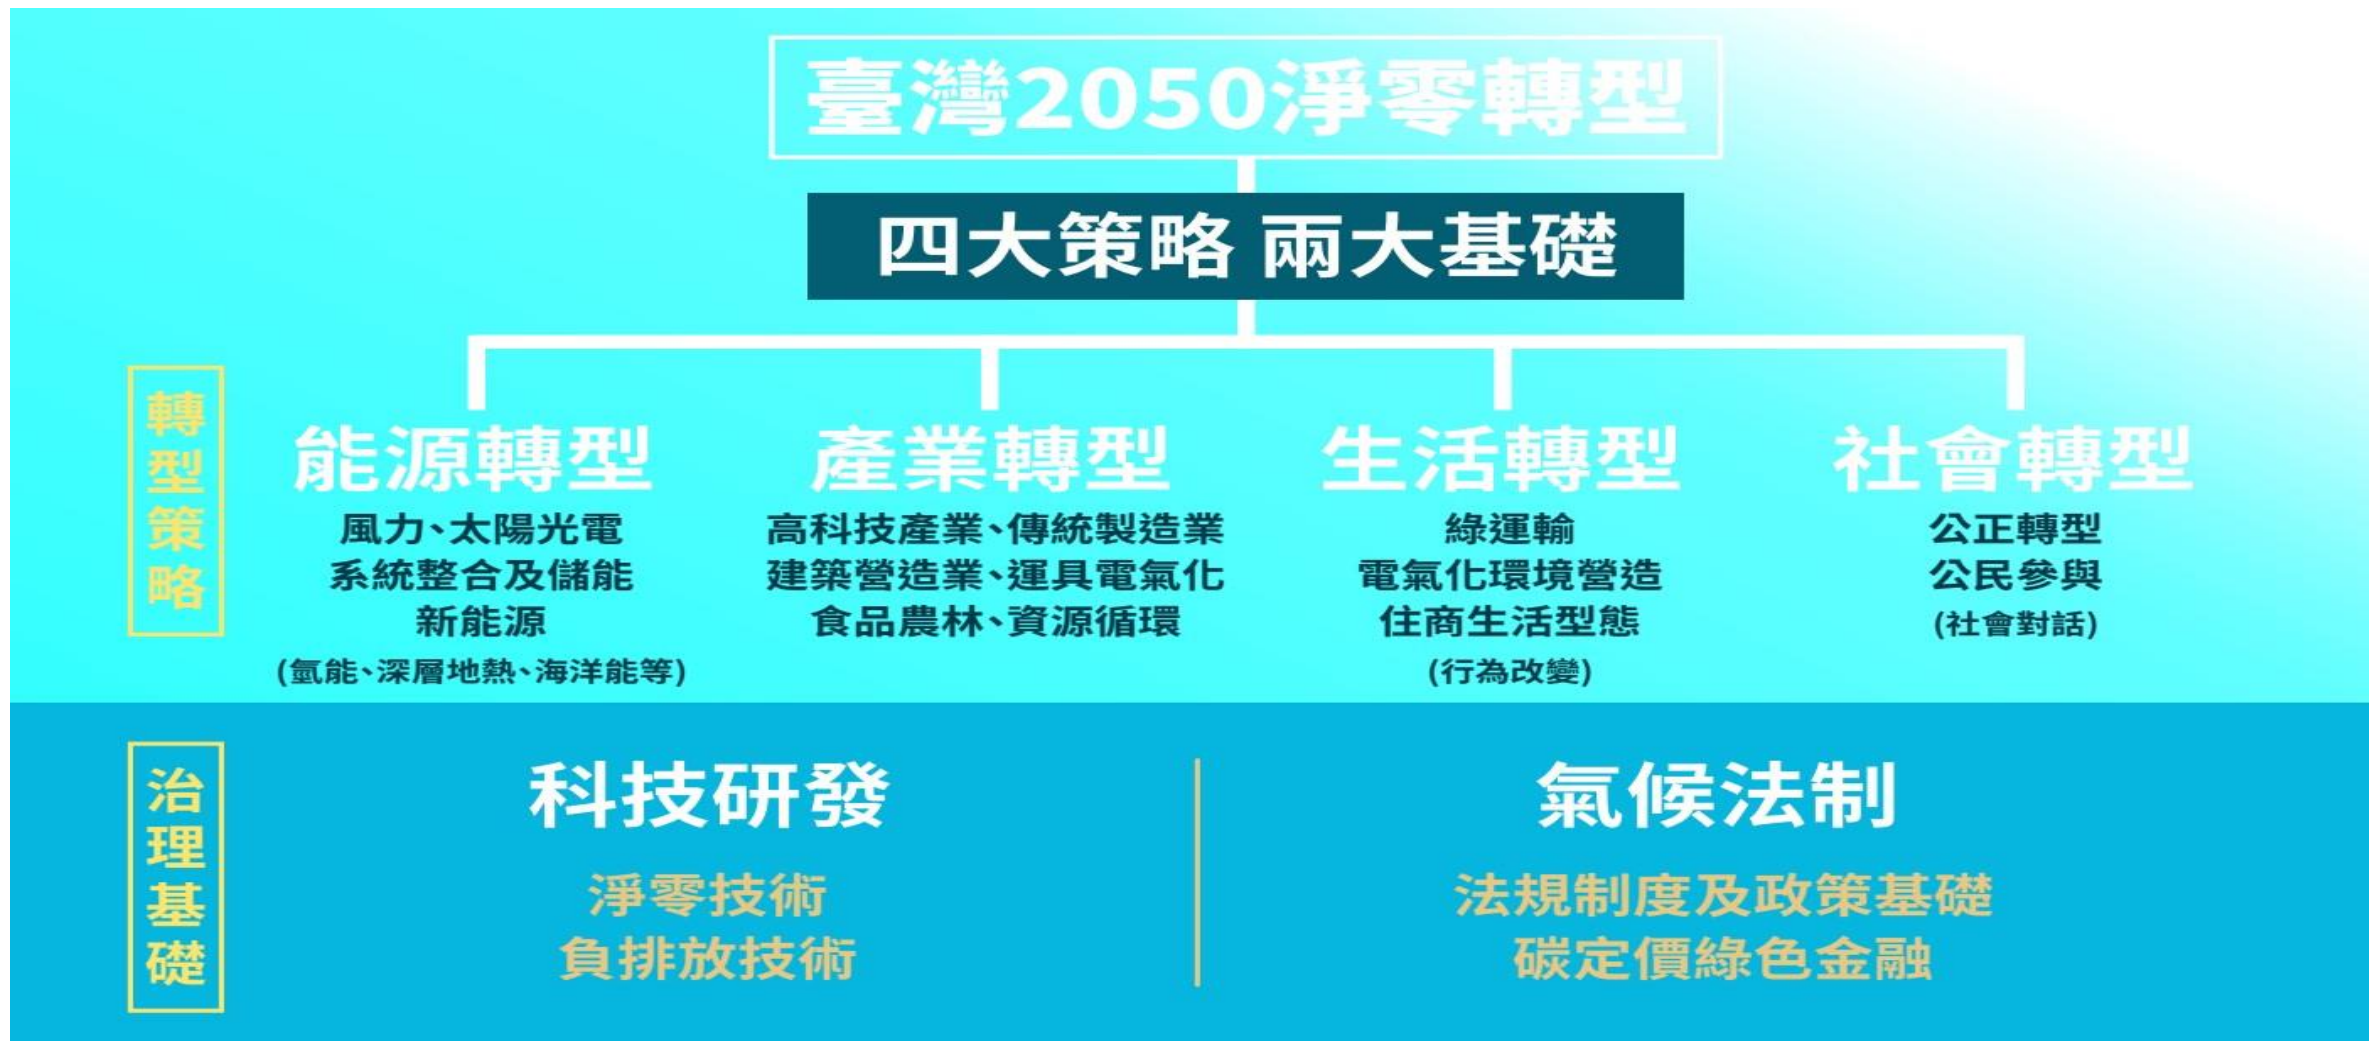 臺灣2050淨零轉型
四大策略 兩大基礎
轉型策略
能源轉型
風力、太陽光電
系統整合及儲能
新能源
(氫能、深層地熱、海洋能等)
產業轉型
高科技產業、傳統製造業
建築營造業、運具電氣化
食品農林、資源循環
生活轉型
綠運輸
電氣化環境營造
住商生活型態
(行為改變)
社會轉型
公正轉型
公民參與
(社會對話)
治理基礎
科技研發
淨零技術
負排放技術
氣候法制
法規制度及政策基礎
碳定價綠色金融